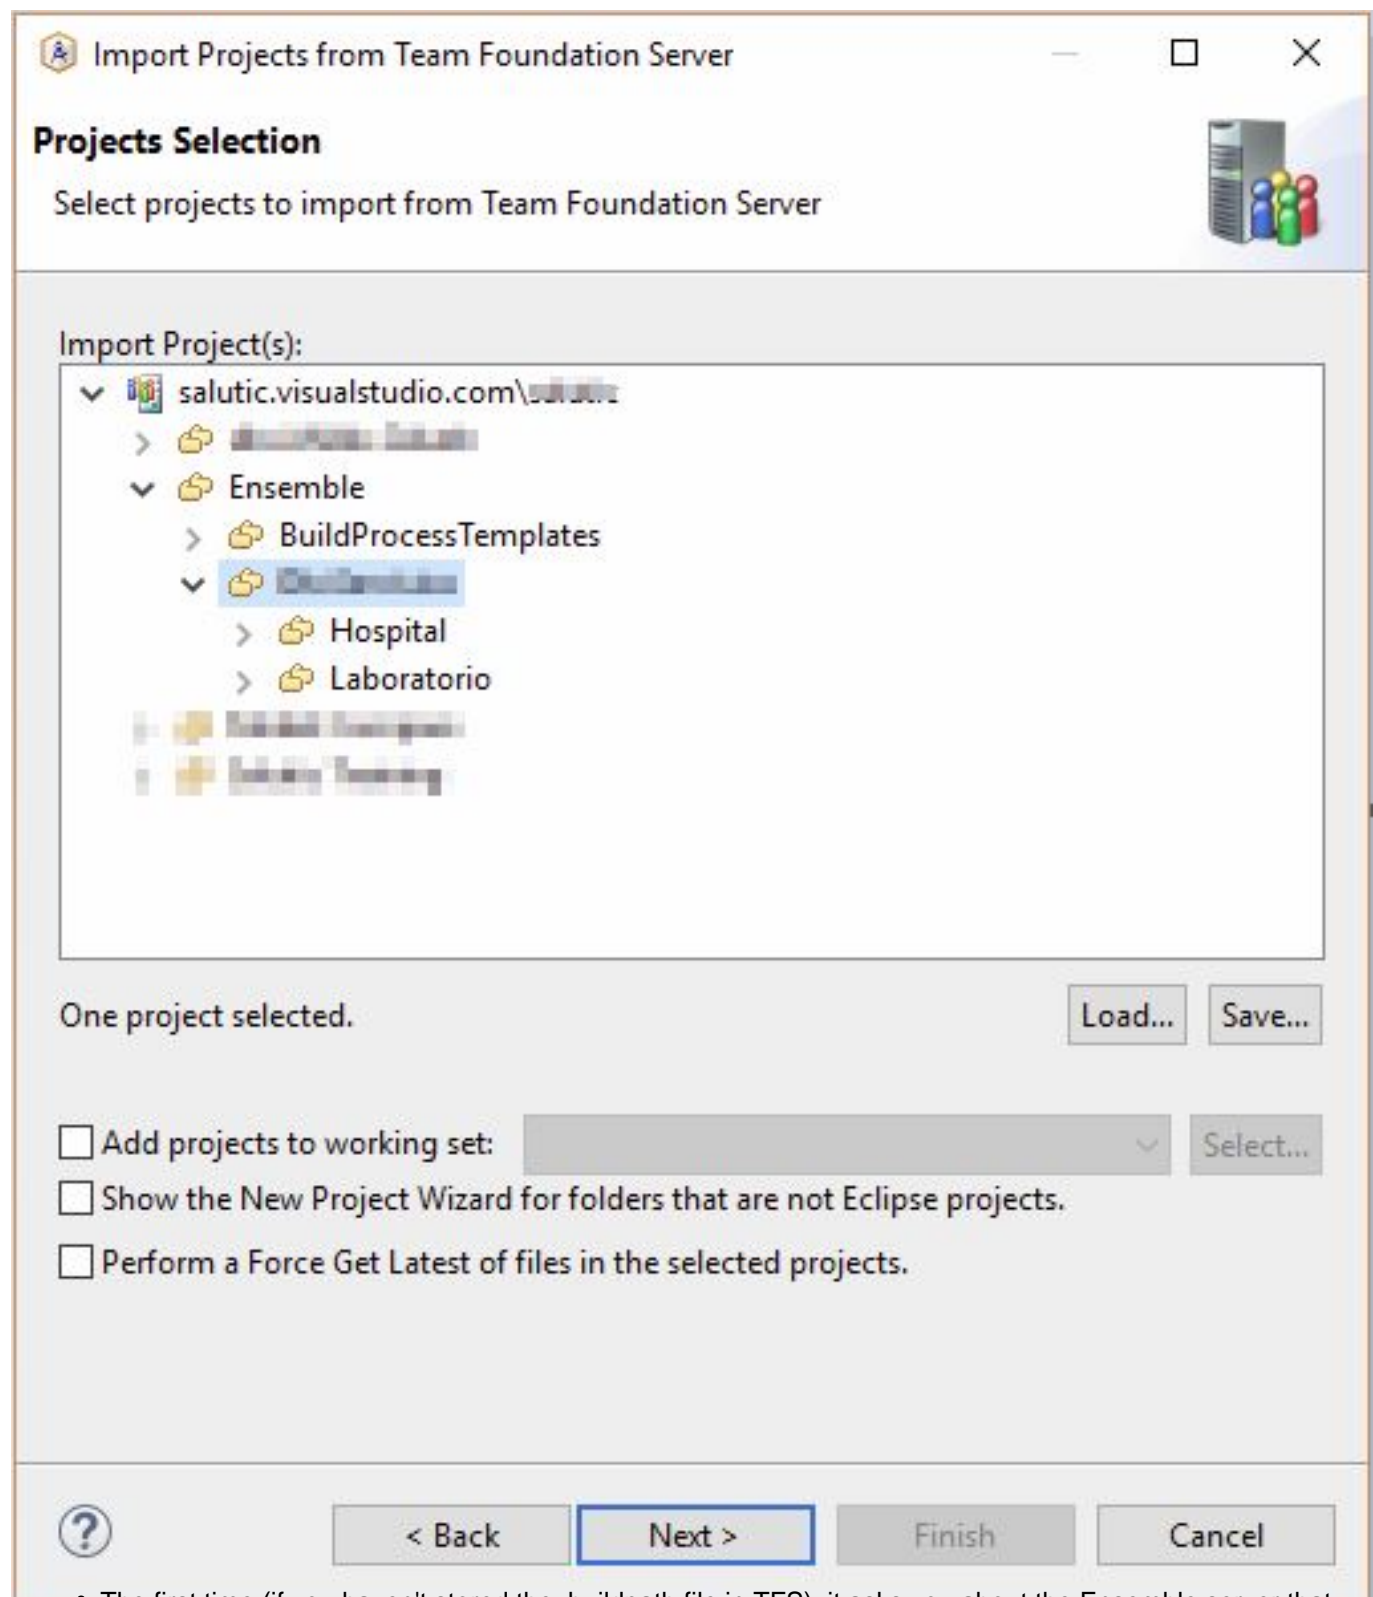 Import Projects from Team Foundation Server
Projects Selection
Select projects to import from Team Foundation Server
Import Project(s):
salutic.visualstudio.com\
Ensemble
BuildProcessTemplates
Hospital
Laboratorio
One project selected.
Load...
Save...
Add projects to working set:
Select...
Show the New Project Wizard for folders that are not Eclipse projects.
Perform a Force Get Latest of files in the selected projects.
?
< Back
Next >
Finish
Cancel